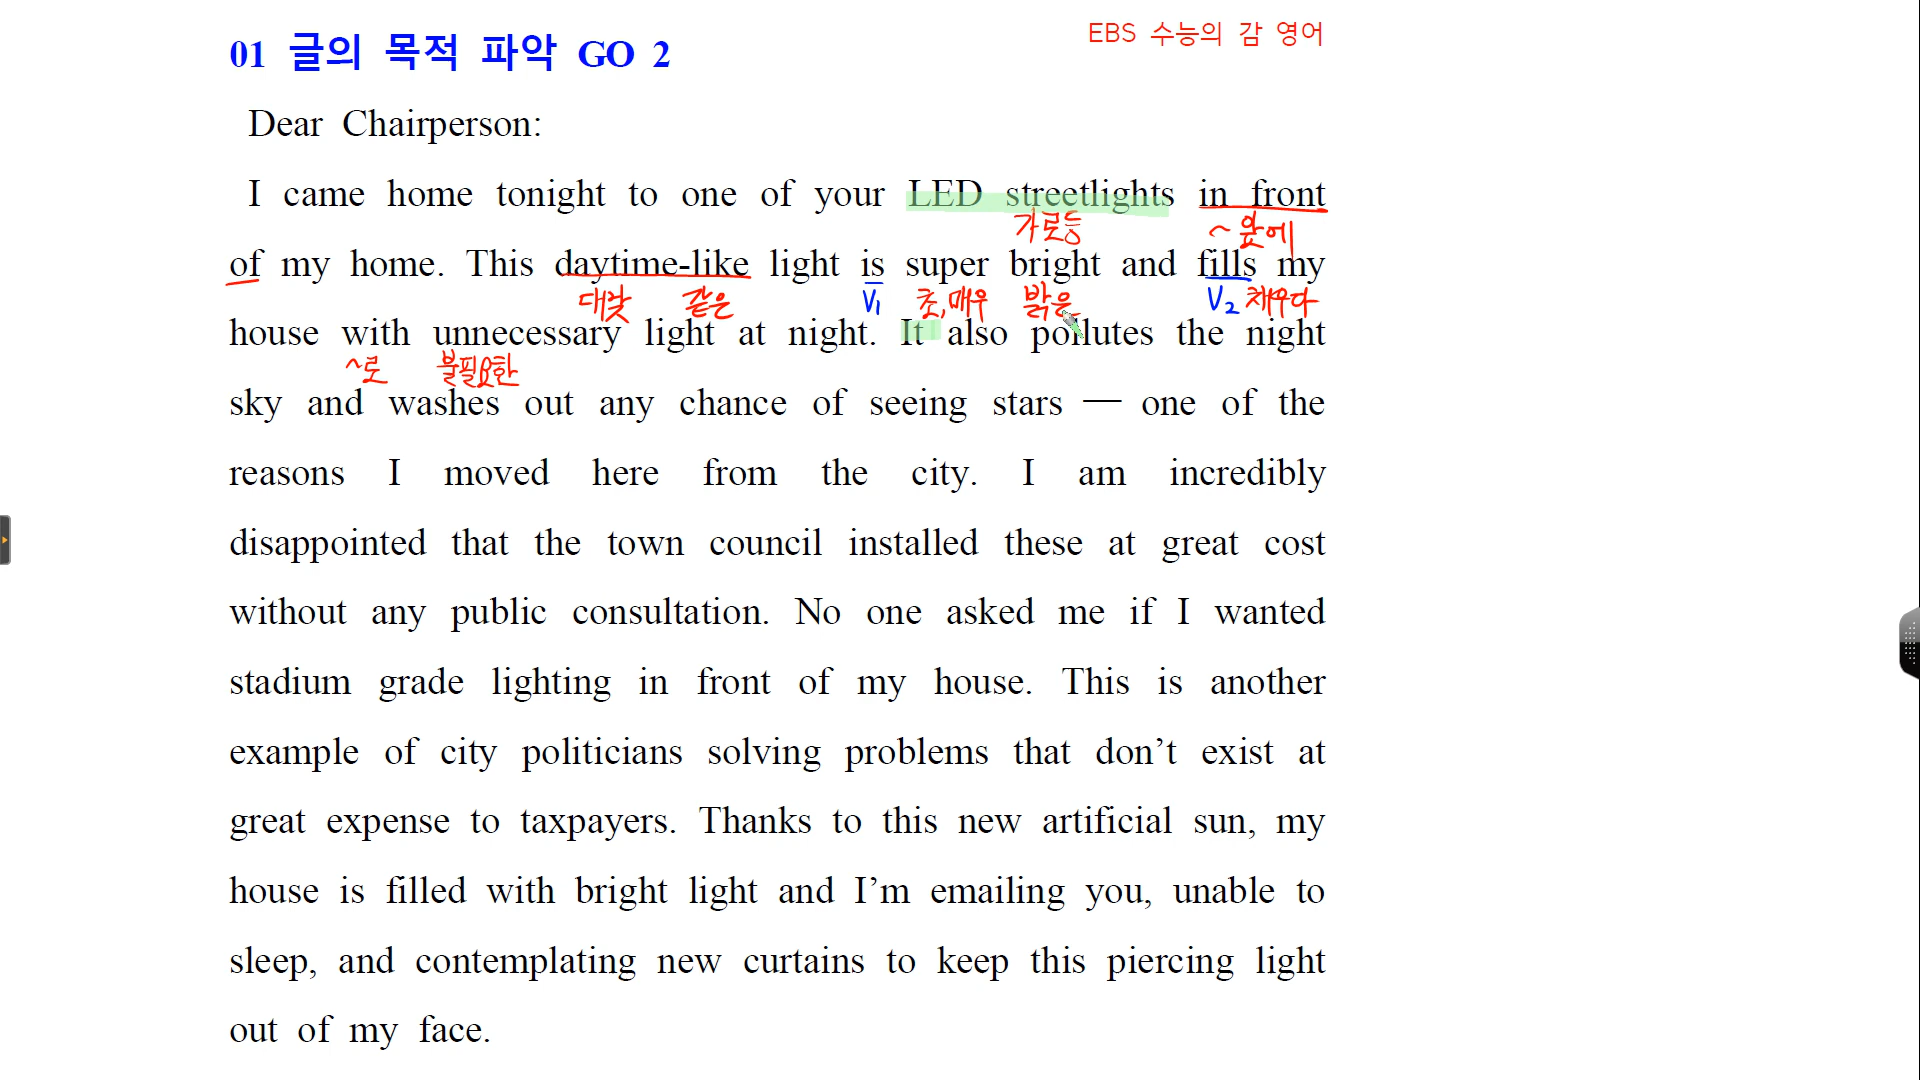 01 글의 목적 파악 GO 2
EBS 수능의 감 영어
Dear Chairperson:
I came home tonight to one of your LED streetlights in front
가로등 ~앞에
of my home. This daytime-like light is super bright and fills my
대낮 같은 V1 초,매우 밝은 V2 채우다
house with unnecessary light at night. It also pollutes the night
~로 불필요한
sky and washes out any chance of seeing stars — one of the
reasons I moved here from the city. I am incredibly
disappointed that the town council installed these at great cost
without any public consultation. No one asked me if I wanted
stadium grade lighting in front of my house. This is another
example of city politicians solving problems that don’t exist at
great expense to taxpayers. Thanks to this new artificial sun, my
house is filled with bright light and I’m emailing you, unable to
sleep, and contemplating new curtains to keep this piercing light
out of my face.